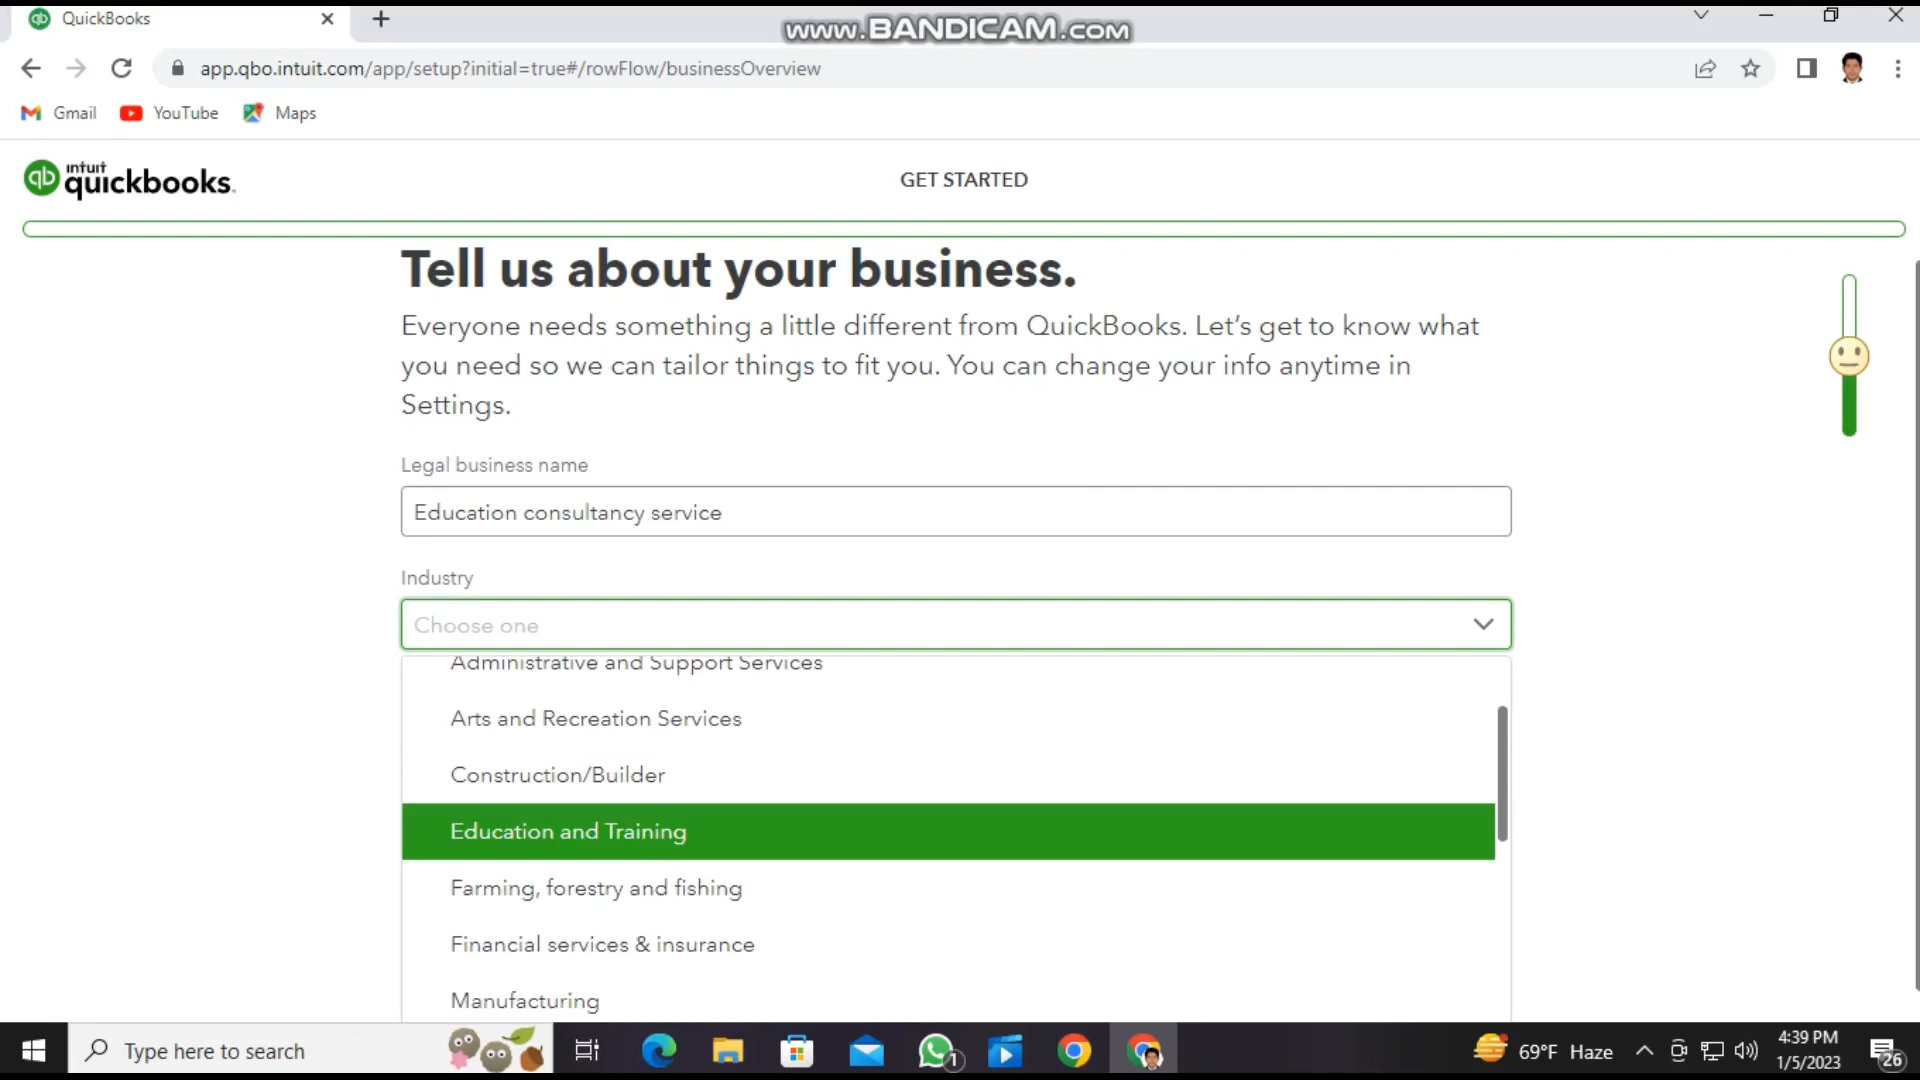 QuickBooks
www.BANDICAM.com
app.qbo.intuit.com/app/setup?initial=true#/rowFlow/businessOverview
Gmail
YouTube
Maps
qb intuit quickbooks.
GET STARTED
Tell us about your business.
Everyone needs something a little different from QuickBooks. Let’s get to know what
you need so we can tailor things to fit you. You can change your info anytime in
Settings.
Legal business name
Education consultancy service
Industry
Choose one
Administrative and Support Services
Arts and Recreation Services
Construction/Builder
Education and Training
Farming, forestry and fishing
Financial services & insurance
Manufacturing
Type here to search
1
69°F Haze
4:39 PM
1/5/2023
26